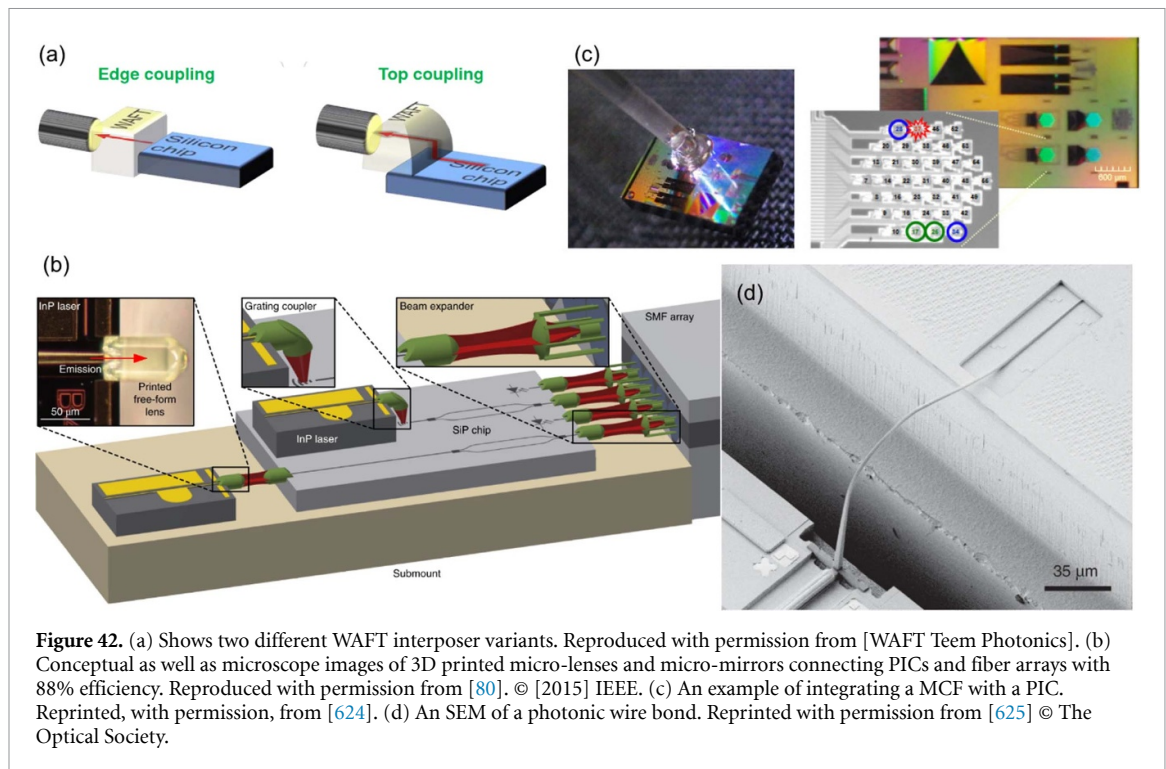 (a)
Edge coupling
WAFT
Silicon
chip
Top coupling
WAFT
Silicon
chip
(c)
600 µm
(b)
InP laser
Emission
Printed
free-form
lens
50 µm
Grating coupler
Beam expander
SMF array
InP laser
SiP chip
Submount
(d)
35 µm
Figure 42. (a) Shows two different WAFT interposer variants. Reproduced with permission from [WAFT Teem Photonics]. (b)
Conceptual as well as microscope images of 3D printed micro-lenses and micro-mirrors connecting PICs and fiber arrays with
88% efficiency. Reproduced with permission from [80]. © [2015] IEEE. (c) An example of integrating a MCF with a PIC.
Reprinted, with permission, from [624]. (d) An SEM of a photonic wire bond. Reprinted with permission from [625] © The
Optical Society.